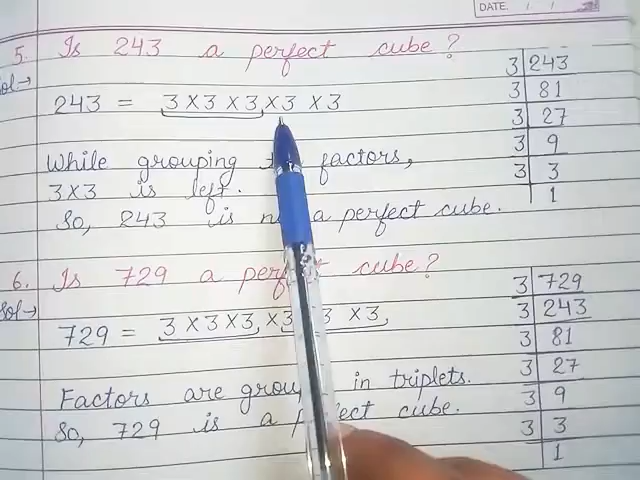 DATE. / /
5. Is 243 a perfect cube?
Sol→
243 = 3×3×3×3×3
While grouping factors,
3×3 is left.
So, 243 is a perfect cube.
3 243
3 81
3 27
3 9
3 3
1
6. Is 729 a cube?
Sol→
729 = 3×3×3×3 3×3
Factors are in triplets.
So, 729 is a cube.
3 729
3 243
3 81
3 27
3 9
3 3
1